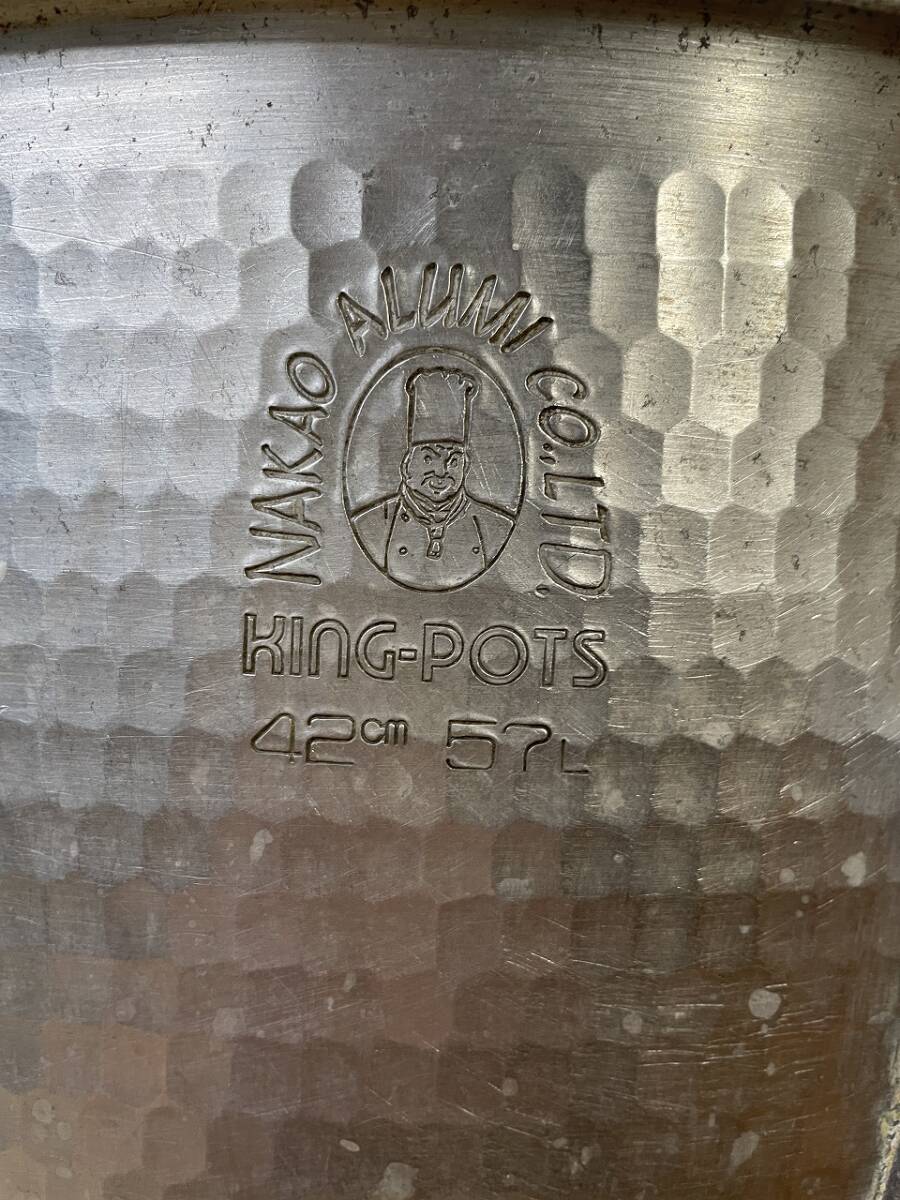 NAKAO ALUMI CO.,LTD.
KING-POTS
42cm 57L